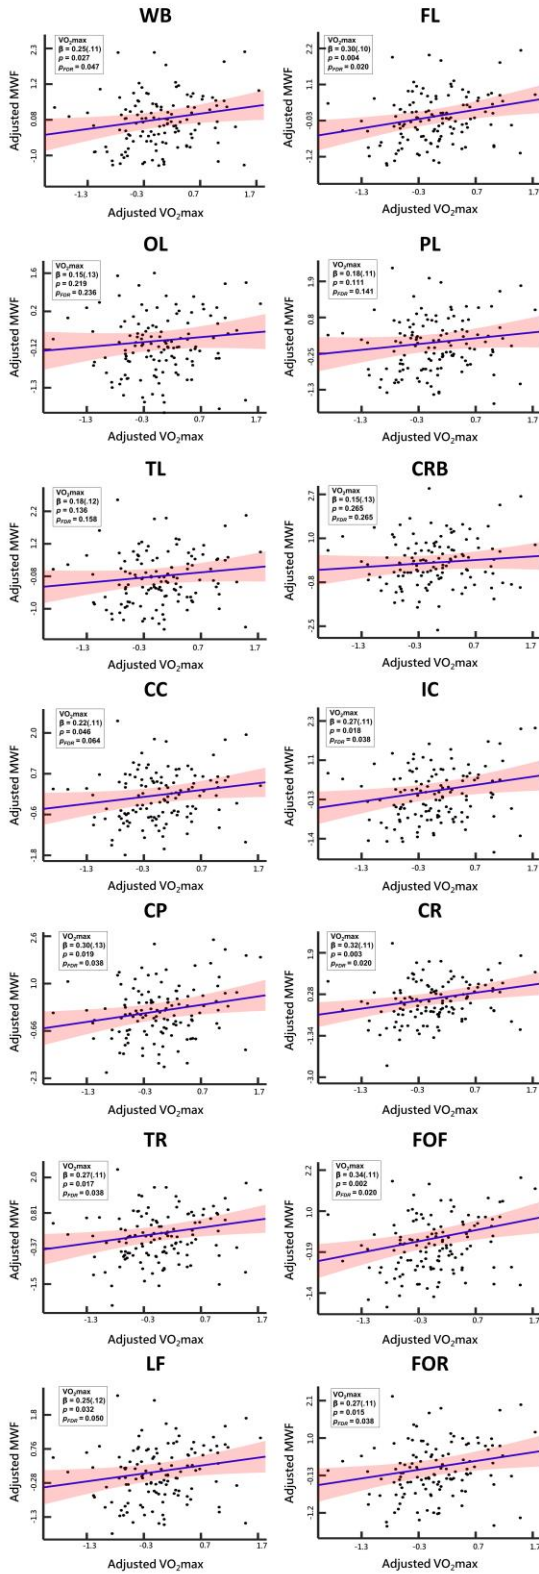 WB
VO₂max
β = 0.25(.11)
p = 0.027
pFDR = 0.047
Adjusted MWF
2.3
1.2
0.08
-1.0
-1.3
-0.3
0.7
1.7
Adjusted VO₂max
FL
VO₂max
β = 0.30(.10)
p = 0.004
pFDR = 0.020
Adjusted MWF
2.2
1.1
-0.03
-1.2
-1.3
-0.3
0.7
1.7
Adjusted VO₂max
OL
VO₂max
β = 0.15(.13)
p = 0.219
pFDR = 0.236
Adjusted MWF
1.6
0.2
-0.12
-1.3
-1.3
-0.3
0.7
1.7
Adjusted VO₂max
PL
VO₂max
β = 0.18(.11)
p = 0.111
pFDR = 0.141
Adjusted MWF
1.9
0.8
-0.25
-1.3
-1.3
-0.3
0.7
1.7
Adjusted VO₂max
TL
VO₂max
β = 0.18(.12)
p = 0.136
pFDR = 0.158
Adjusted MWF
2.2
1.2
-0.08
-1.0
-1.3
-0.3
0.7
1.7
Adjusted VO₂max
CRB
VO₂max
β = 0.15(.13)
p = 0.265
pFDR = 0.265
Adjusted MWF
2.7
1.0
-0.8
-2.5
-1.3
-0.3
0.7
1.7
Adjusted VO₂max
CC
VO₂max
β = 0.22(.11)
p = 0.046
pFDR = 0.064
Adjusted MWF
2.0
0.7
-0.6
-1.8
-1.3
-0.3
0.7
1.7
Adjusted VO₂max
IC
VO₂max
β = 0.27(.11)
p = 0.018
pFDR = 0.038
Adjusted MWF
2.3
1.1
-0.13
-1.4
-1.3
-0.3
0.7
1.7
Adjusted VO₂max
CP
VO₂max
β = 0.30(.13)
p = 0.019
pFDR = 0.038
Adjusted MWF
2.6
1.0
-0.66
-2.3
-1.3
-0.3
0.7
1.7
Adjusted VO₂max
CR
VO₂max
β = 0.32(.11)
p = 0.003
pFDR = 0.020
Adjusted MWF
1.9
0.28
-1.34
-3.0
-1.3
-0.3
0.7
1.7
Adjusted VO₂max
TR
VO₂max
β = 0.27(.11)
p = 0.017
pFDR = 0.038
Adjusted MWF
2.0
0.81
-0.37
-1.5
-1.3
-0.3
0.7
1.7
Adjusted VO₂max
FOF
VO₂max
β = 0.34(.11)
p = 0.002
pFDR = 0.020
Adjusted MWF
2.2
1.0
-0.19
-1.4
-1.3
-0.3
0.7
1.7
Adjusted VO₂max
LF
VO₂max
β = 0.25(.12)
p = 0.032
pFDR = 0.050
Adjusted MWF
1.8
0.76
-0.28
-1.3
-1.3
-0.3
0.7
1.7
Adjusted VO₂max
FOR
VO₂max
β = 0.27(.11)
p = 0.015
pFDR = 0.038
Adjusted MWF
2.1
1.0
-0.13
-1.2
-1.3
-0.3
0.7
1.7
Adjusted VO₂max